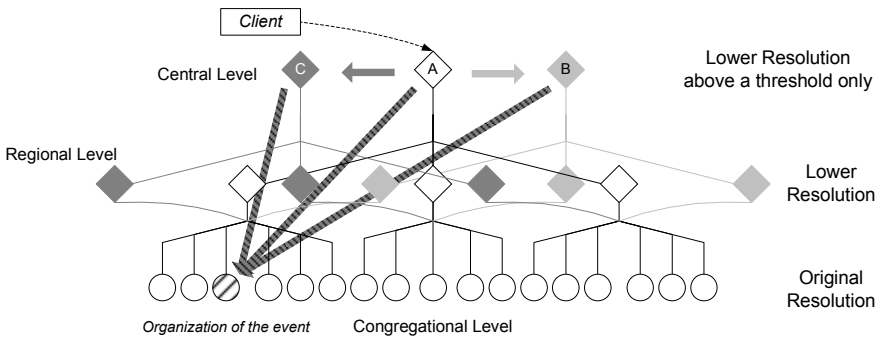 Client
Central Level
C
A
B
Lower Resolution
above a threshold only
Regional Level
Lower
Resolution
Original
Resolution
Organization of the event
Congregational Level